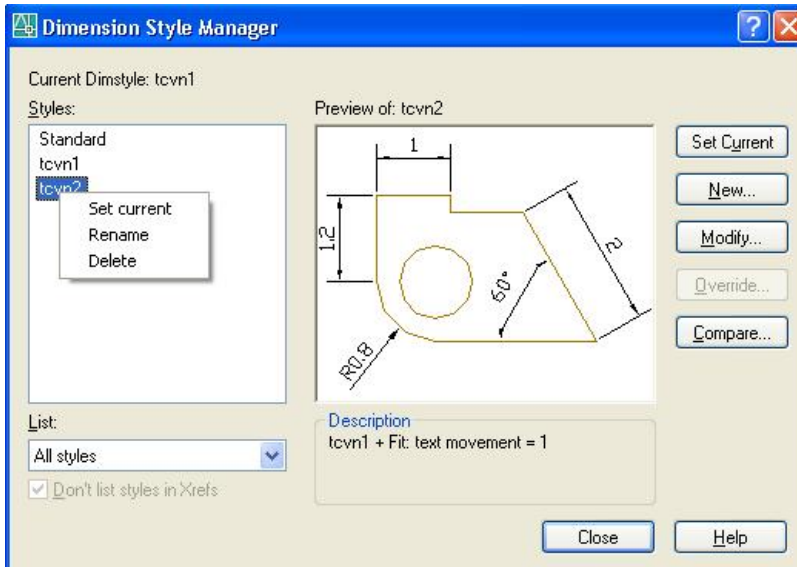 Dimension Style Manager
Current Dimstyle: tcvn1
Styles:
Standard
tcvn1
tcvn2
Set current
Rename
Delete
List:
All styles
Don't list styles in Xrefs
Preview of: tcvn2
1
1.2
2
60°
R0.8
Description
tcvn1 + Fit: text movement = 1
Set Current
New...
Modify...
Override...
Compare...
Close
Help